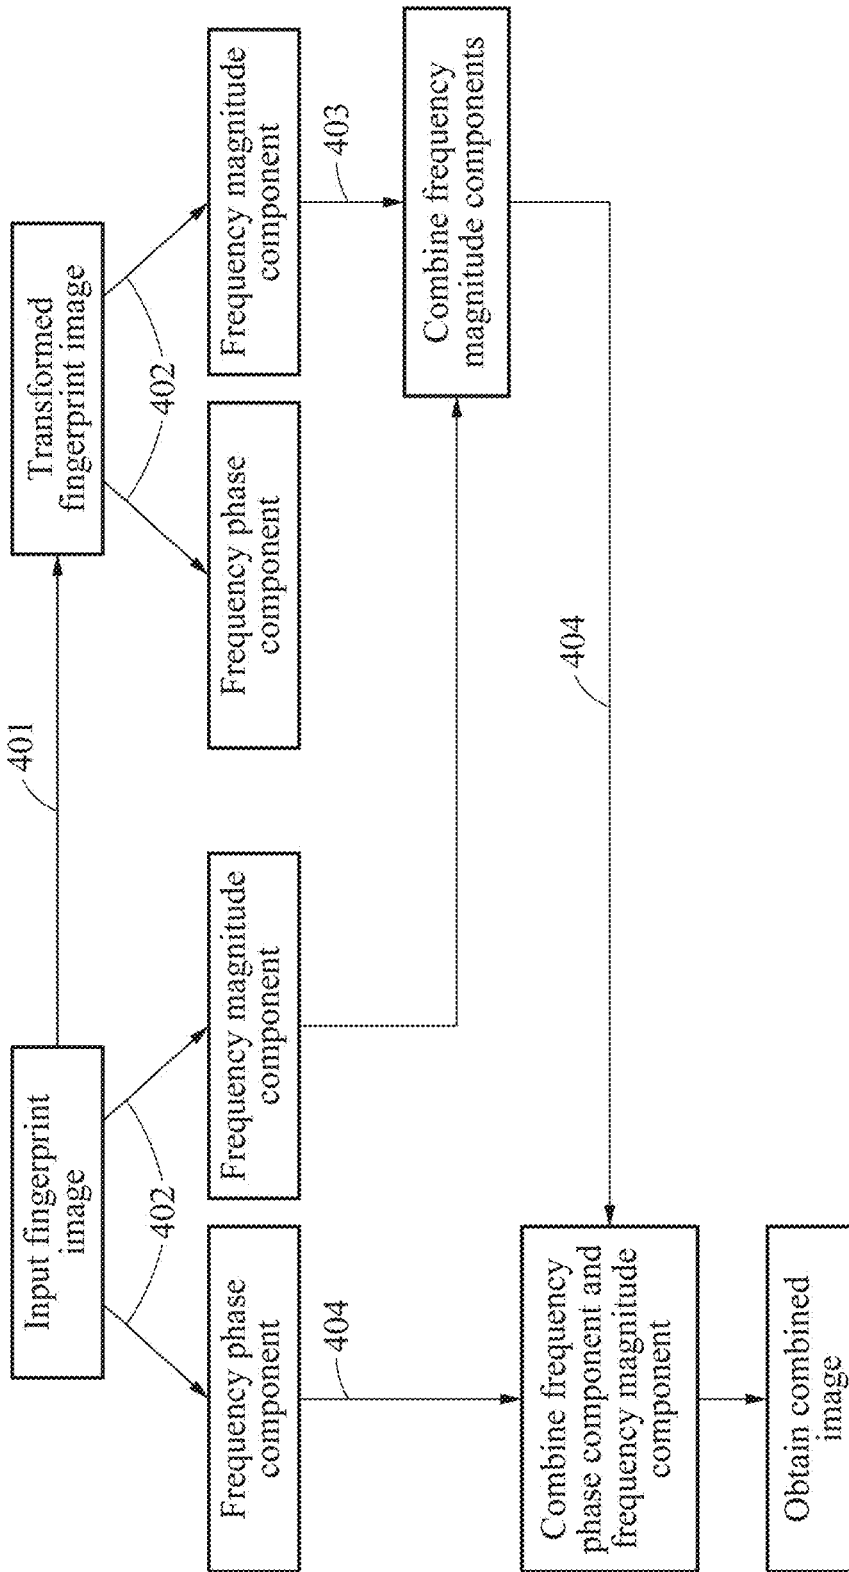 401
Input fingerprint
image
Transformed
fingerprint image
402
402
Frequency phase
component
Frequency magnitude
component
Frequency phase
component
Frequency magnitude
component
404
403
Combine frequency
magnitude components
404
Combine frequency
phase component and
frequency magnitude
component
Obtain combined
image